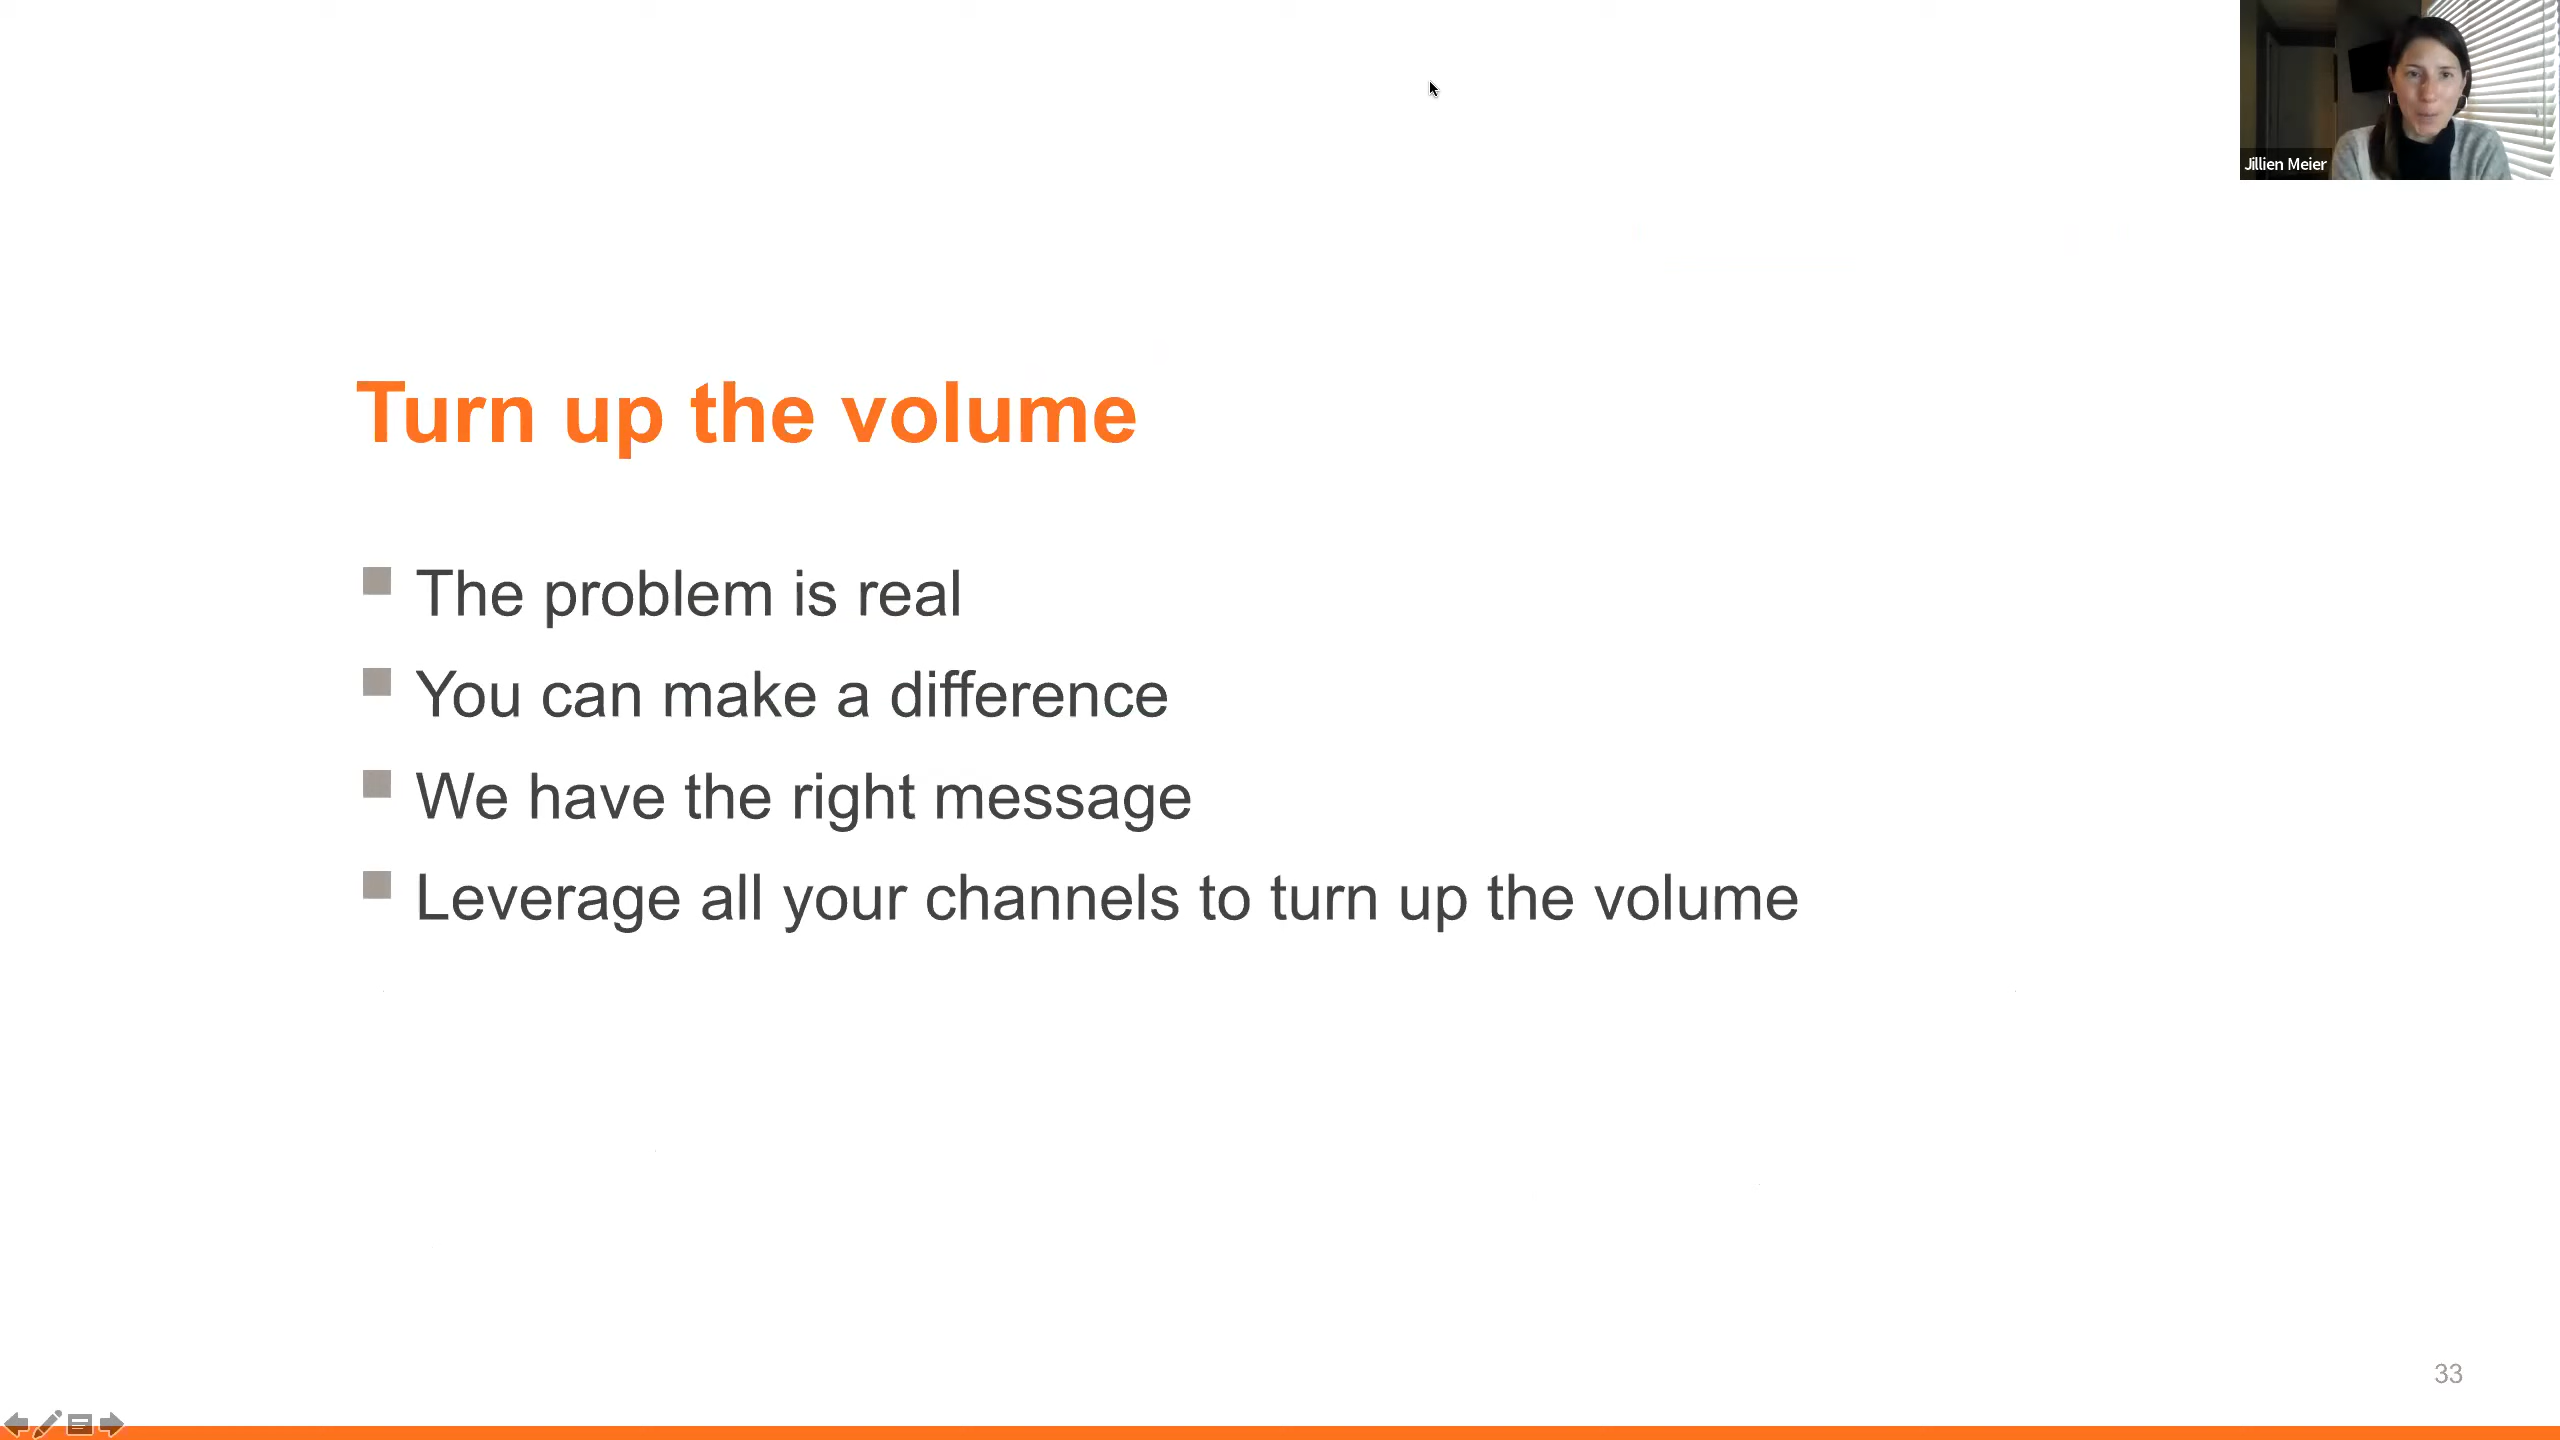 Jillien Meier
Turn up the volume
The problem is real
You can make a difference
We have the right message
Leverage all your channels to turn up the volume
33